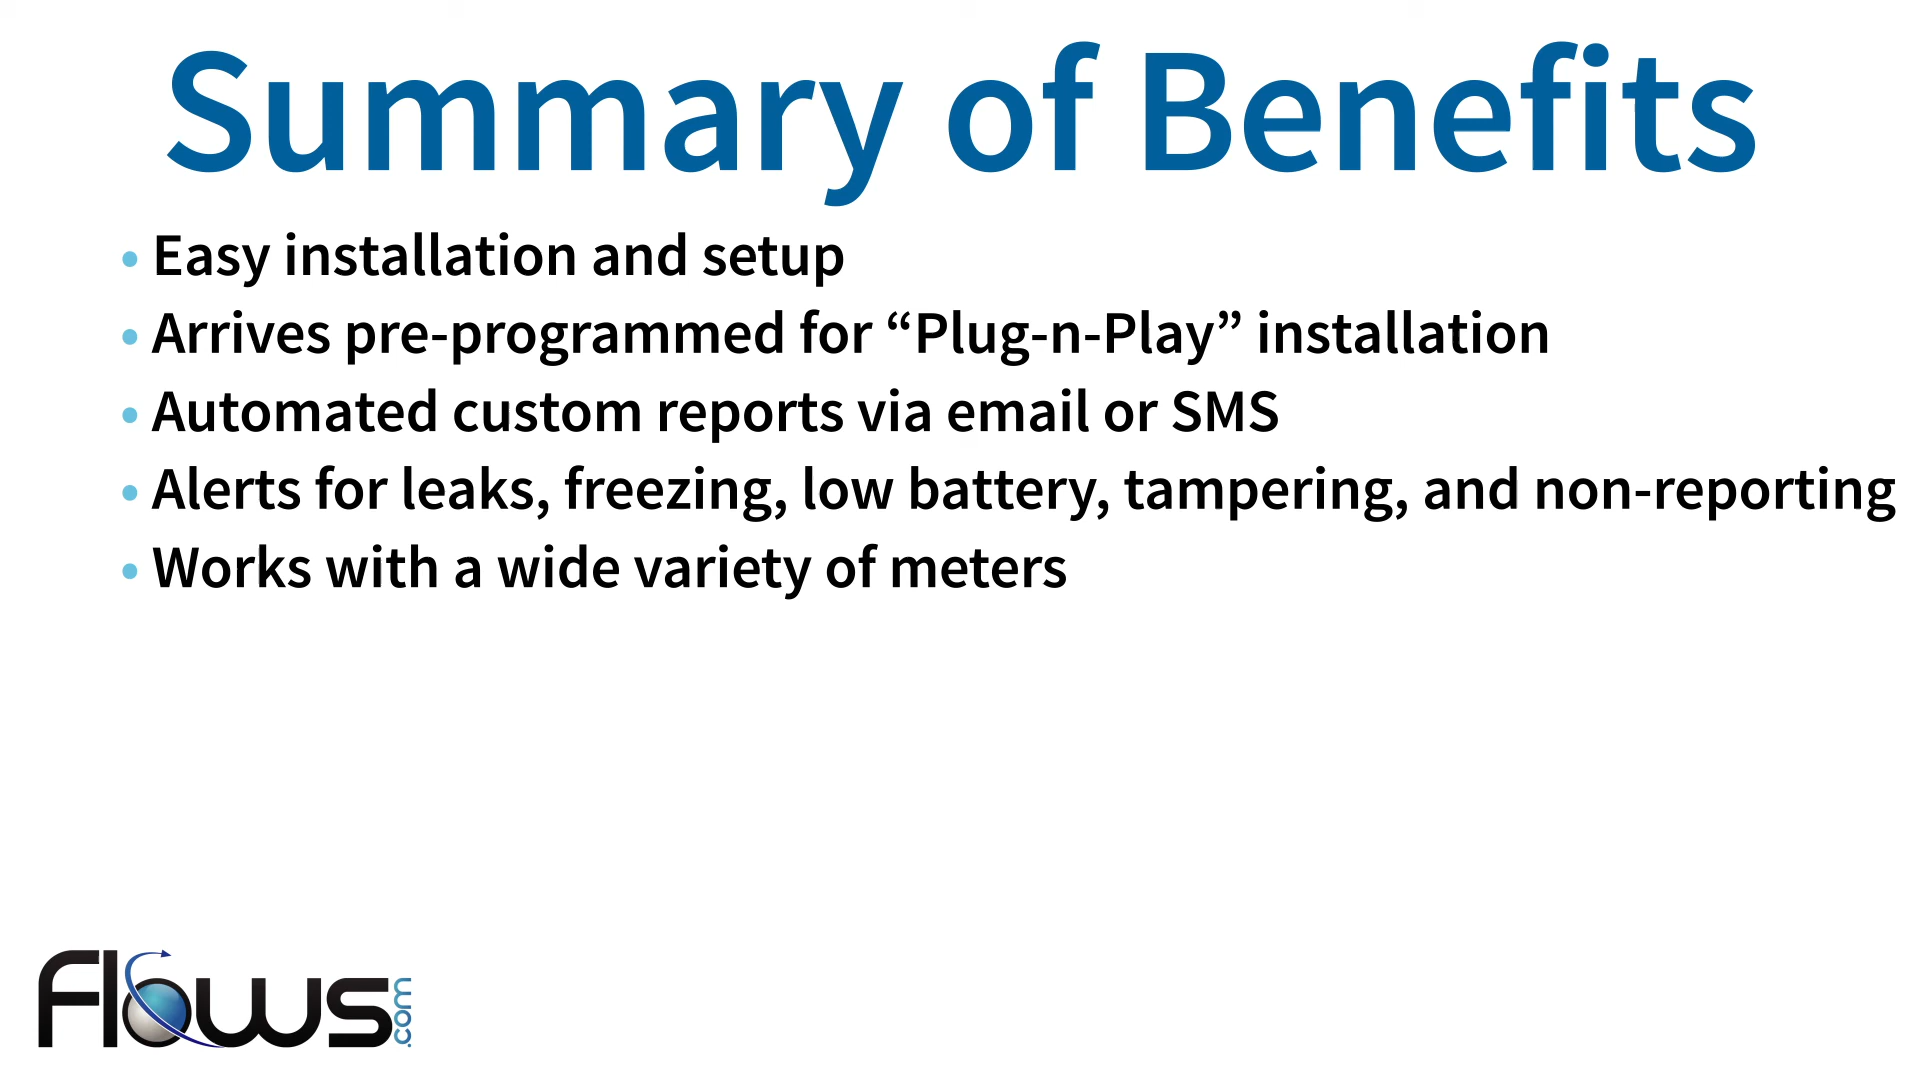 Summary of Benefits
• Easy installation and setup
• Arrives pre-programmed for “Plug-n-Play” installation
• Automated custom reports via email or SMS
• Alerts for leaks, freezing, low battery, tampering, and non-reporting
• Works with a wide variety of meters
Flows.com